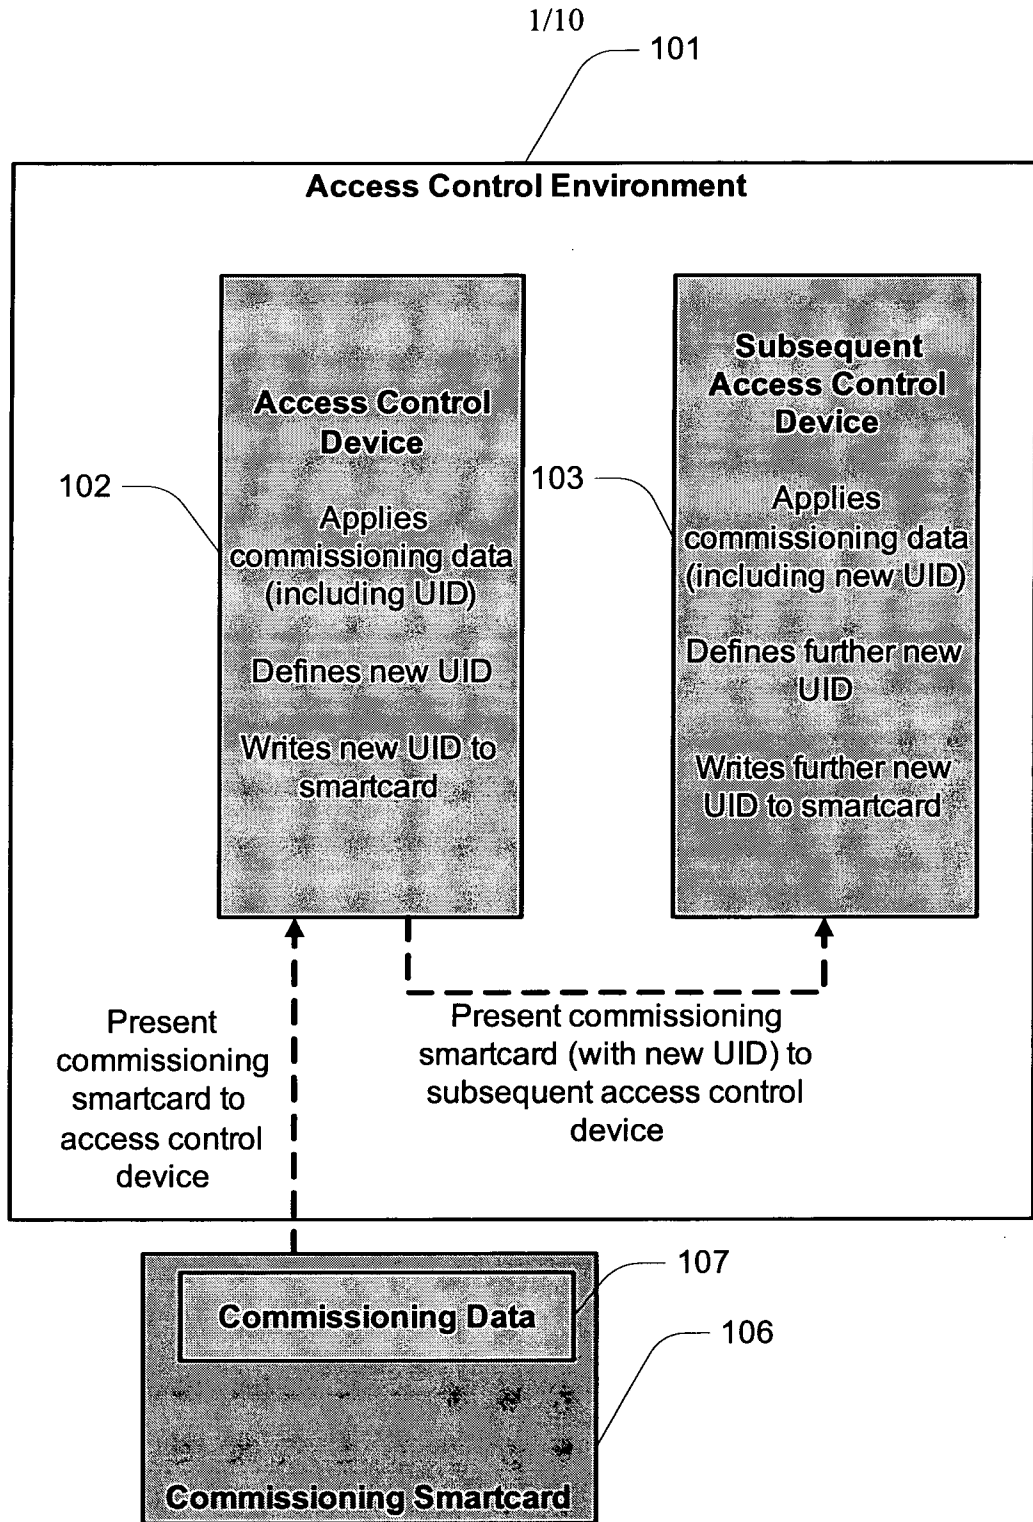 1/10
101
Access Control Environment
Access Control
Device
Applies
commissioning data
(including UID)
Defines new UID
Writes new UID to
smartcard
102
Subsequent
Access Control
Device
Applies
commissioning data
(including new UID)
Defines further new
UID
Writes further new
UID to smartcard
103
Present
commissioning
smartcard to
access control
device
Present commissioning
smartcard (with new UID) to
subsequent access control
device
Commissioning Data
107
106
Commissioning Smartcard